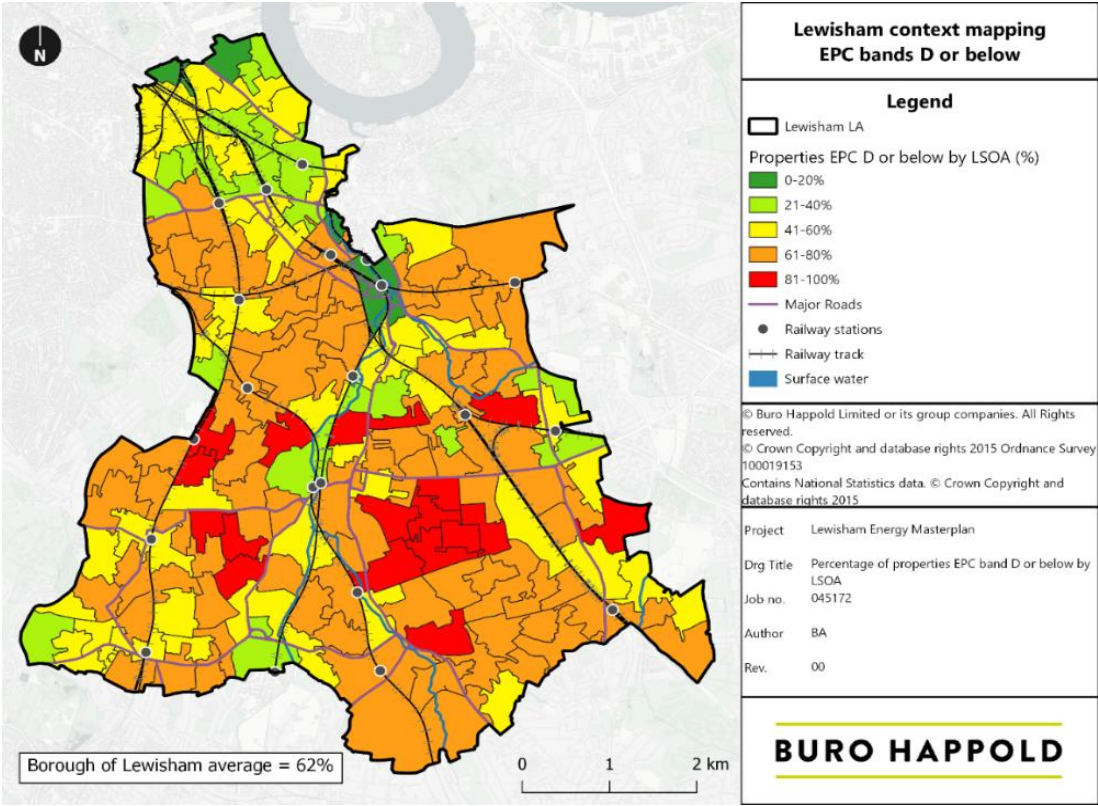 N
Borough of Lewisham average = 62%
0 1 2 km
Lewisham context mapping
EPC bands D or below
Legend
Lewisham LA
Properties EPC D or below by LSOA (%)
0-20%
21-40%
41-60%
61-80%
81-100%
Major Roads
Railway stations
Railway track
Surface water
© Buro Happold Limited or its group companies. All Rights
reserved.
© Crown Copyright and database rights 2015 Ordnance Survey
100019153
Contains National Statistics data. © Crown Copyright and
database rights 2015
Project Lewisham Energy Masterplan
Drg Title Percentage of properties EPC band D or below by
LSOA
Job no. 045172
Author BA
Rev. 00
BURO HAPPOLD